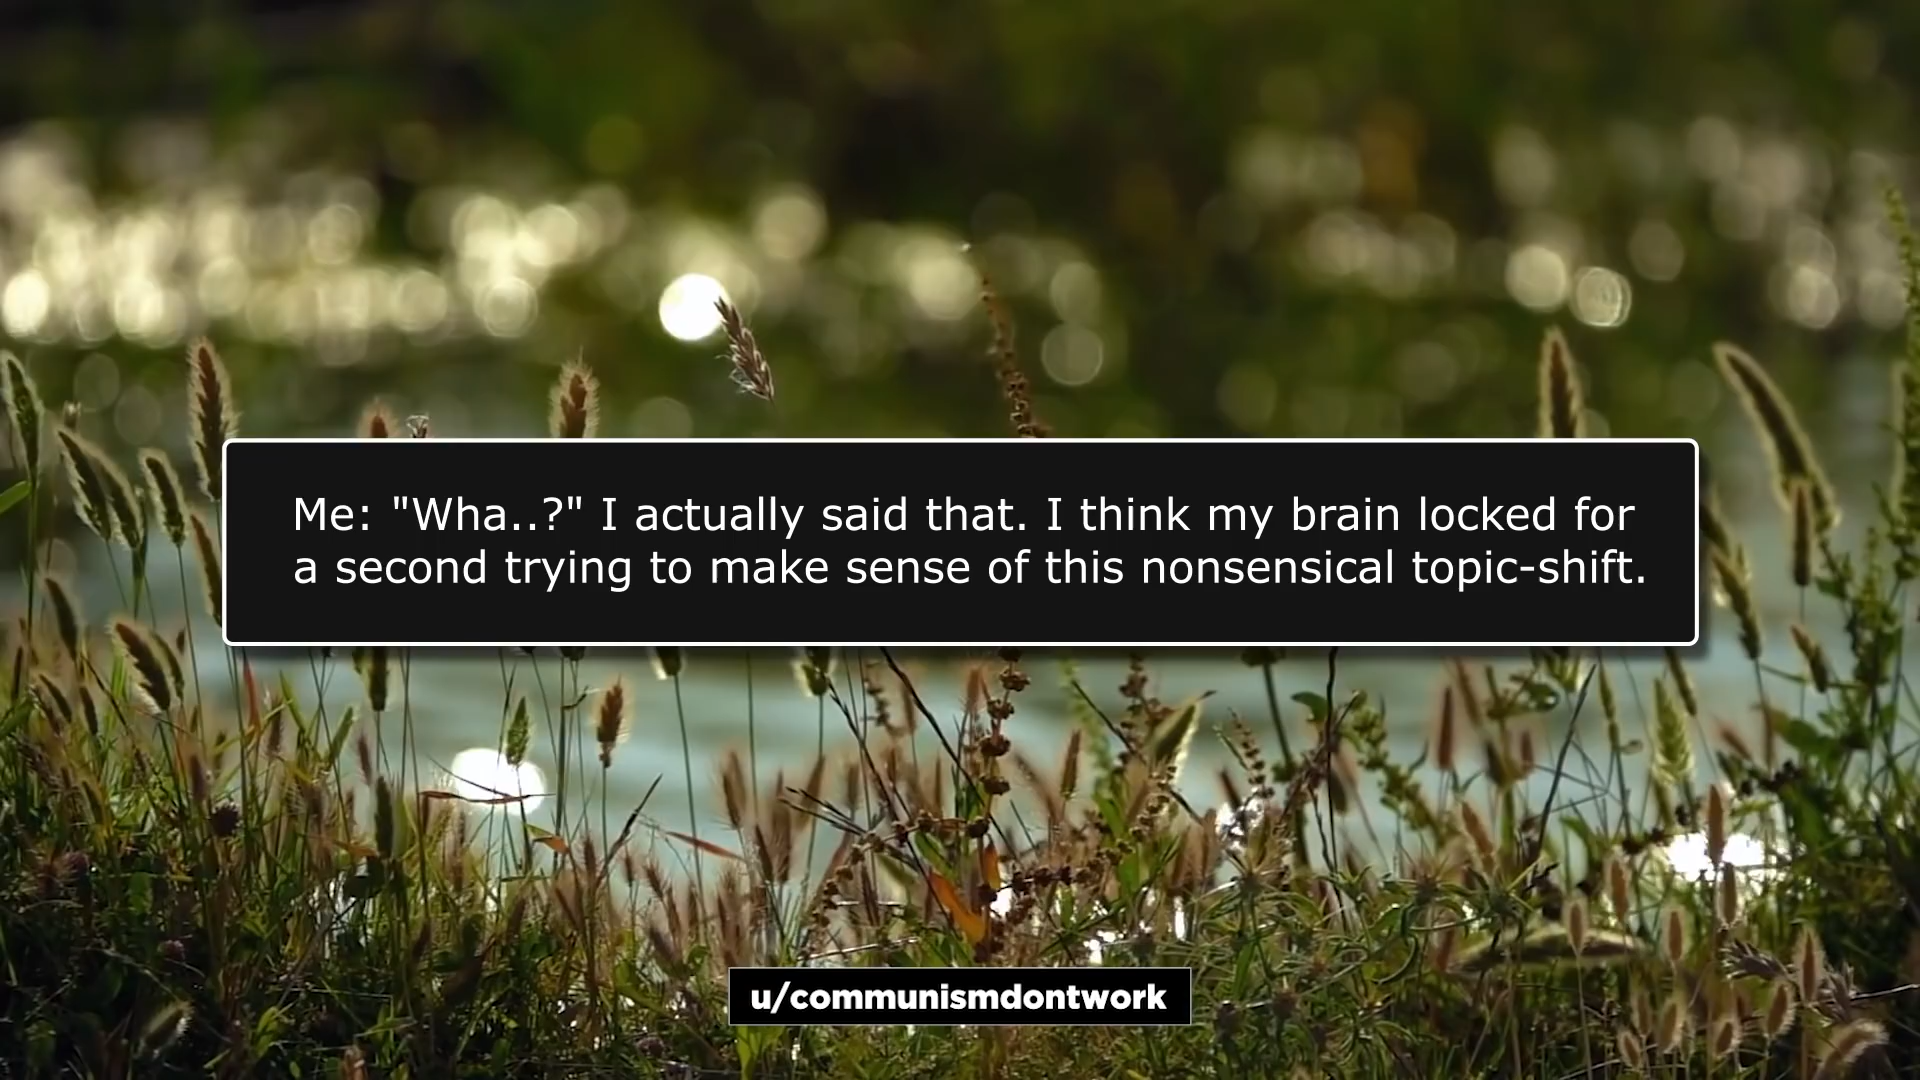 Me: "Wha..?" I actually said that. I think my brain locked for
a second trying to make sense of this nonsensical topic-shift.
u/communismdontwork